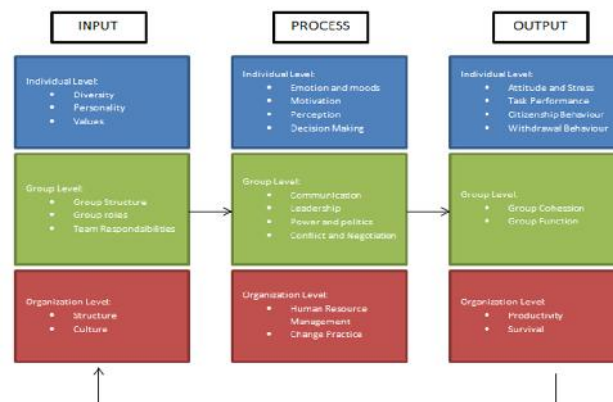 INPUT
PROCESS
OUTPUT
Individual Level:
• Diversity
• Personality
• Values
Individual Level:
• Emotion and moods
• Motivation
• Perception
• Decision Making
Individual Level:
• Attitude and Stress
• Task Performance
• Citizenship Behaviour
• Withdrawal Behaviour
Group Level:
• Group Structure
• Group roles
• Team Responsibilities
Group Level:
• Communication
• Leadership
• Power and politics
• Conflict and Negotiation
Group Level:
• Group Cohession
• Group Function
Organization Level:
• Structure
• Culture
Organization Level:
• Human Resource
Management
• Change Practice
Organization Level:
• Productivity
• Survival